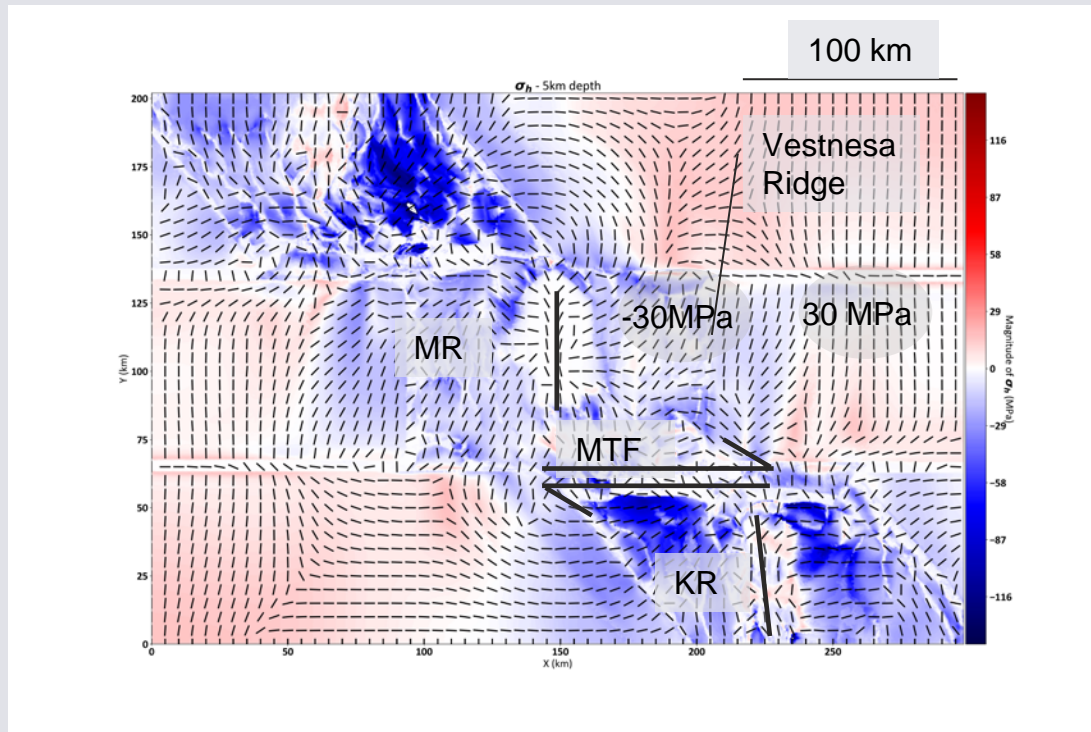 100 km
σh - 5km depth
Vestnesa
Ridge
-30MPa
30 MPa
MR
MTF
KR
200
175
150
125
100
75
50
25
0
Y (km)
0
50
100
150
200
250
X (km)
116
87
58
29
0
−29
−58
−87
−116
Magnitude of σh (MPa)